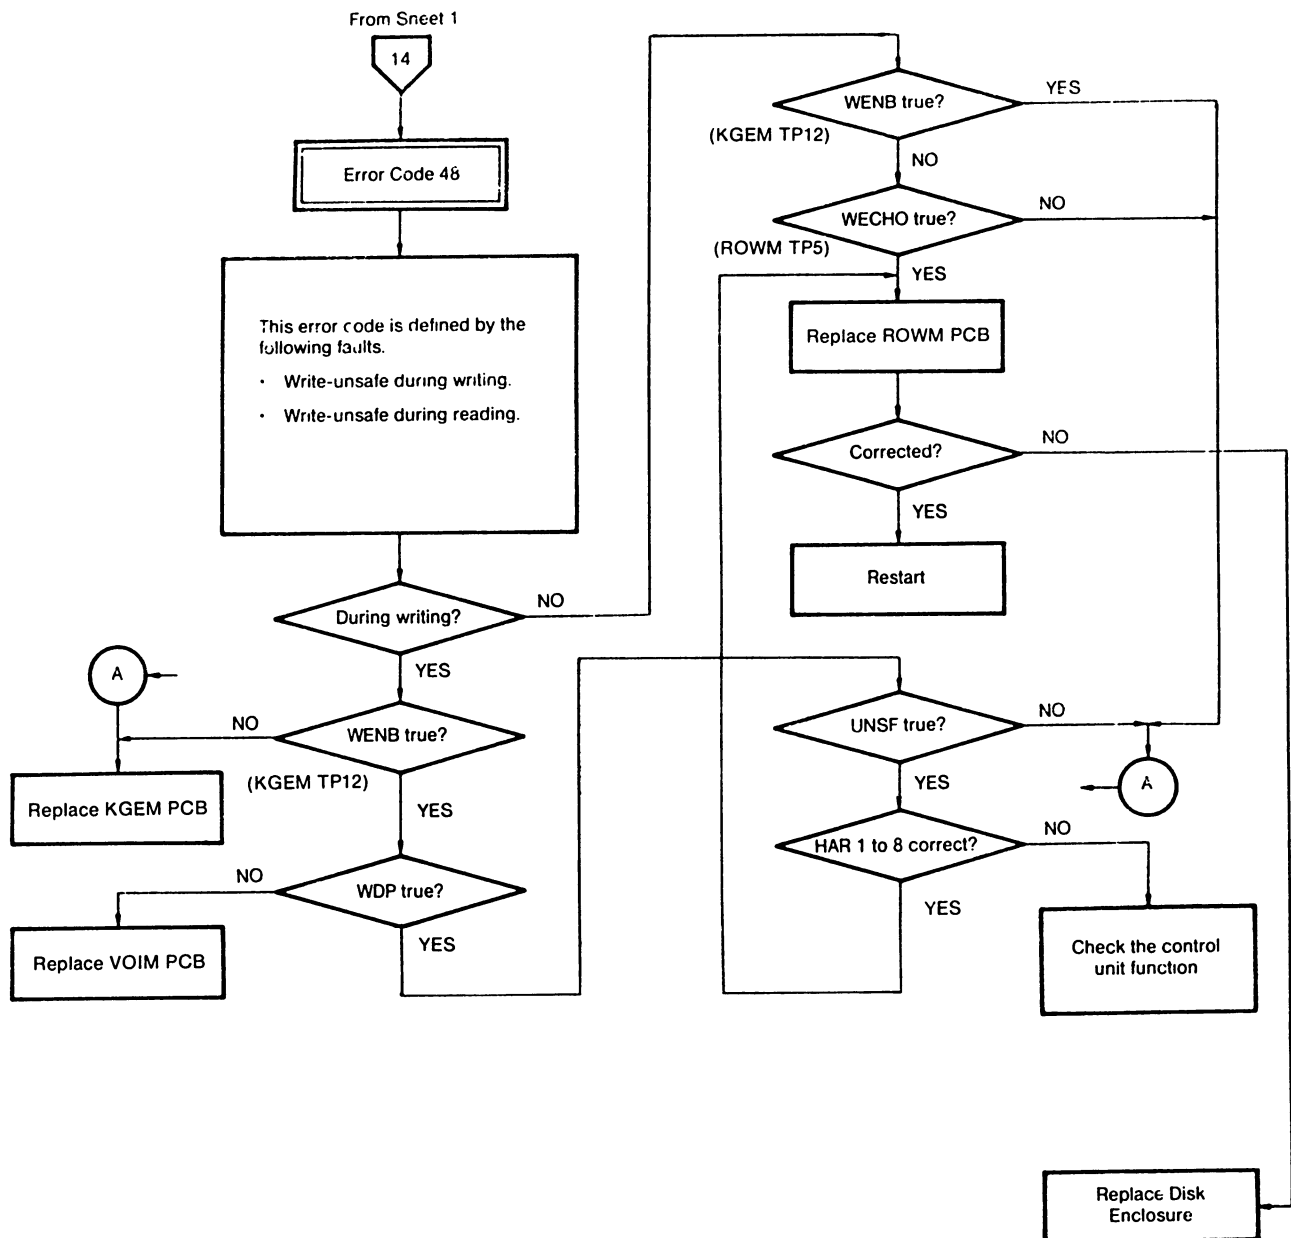 From Sheet 1
14
Error Code 48
This error code is defined by the
following faults.
• Write-unsafe during writing.
• Write-unsafe during reading.
During writing?
NO
YES
A
NO
WENB true?
(KGEM TP12)
Replace KGEM PCB
YES
NO
WDP true?
YES
Replace VOIM PCB
WENB true?
YES
(KGEM TP12)
NO
WECHO true?
NO
(ROWM TP5)
YES
Replace ROWM PCB
Corrected?
NO
YES
Restart
UNSF true?
NO
YES
A
HAR 1 to 8 correct?
NO
YES
Check the control
unit function
Replace Disk
Enclosure